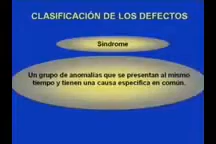 CLASIFICACIÓN DE LOS DEFECTOS
Síndrome
Un grupo de anomalías que se presentan al mismo
tiempo y tienen una causa específica en común.